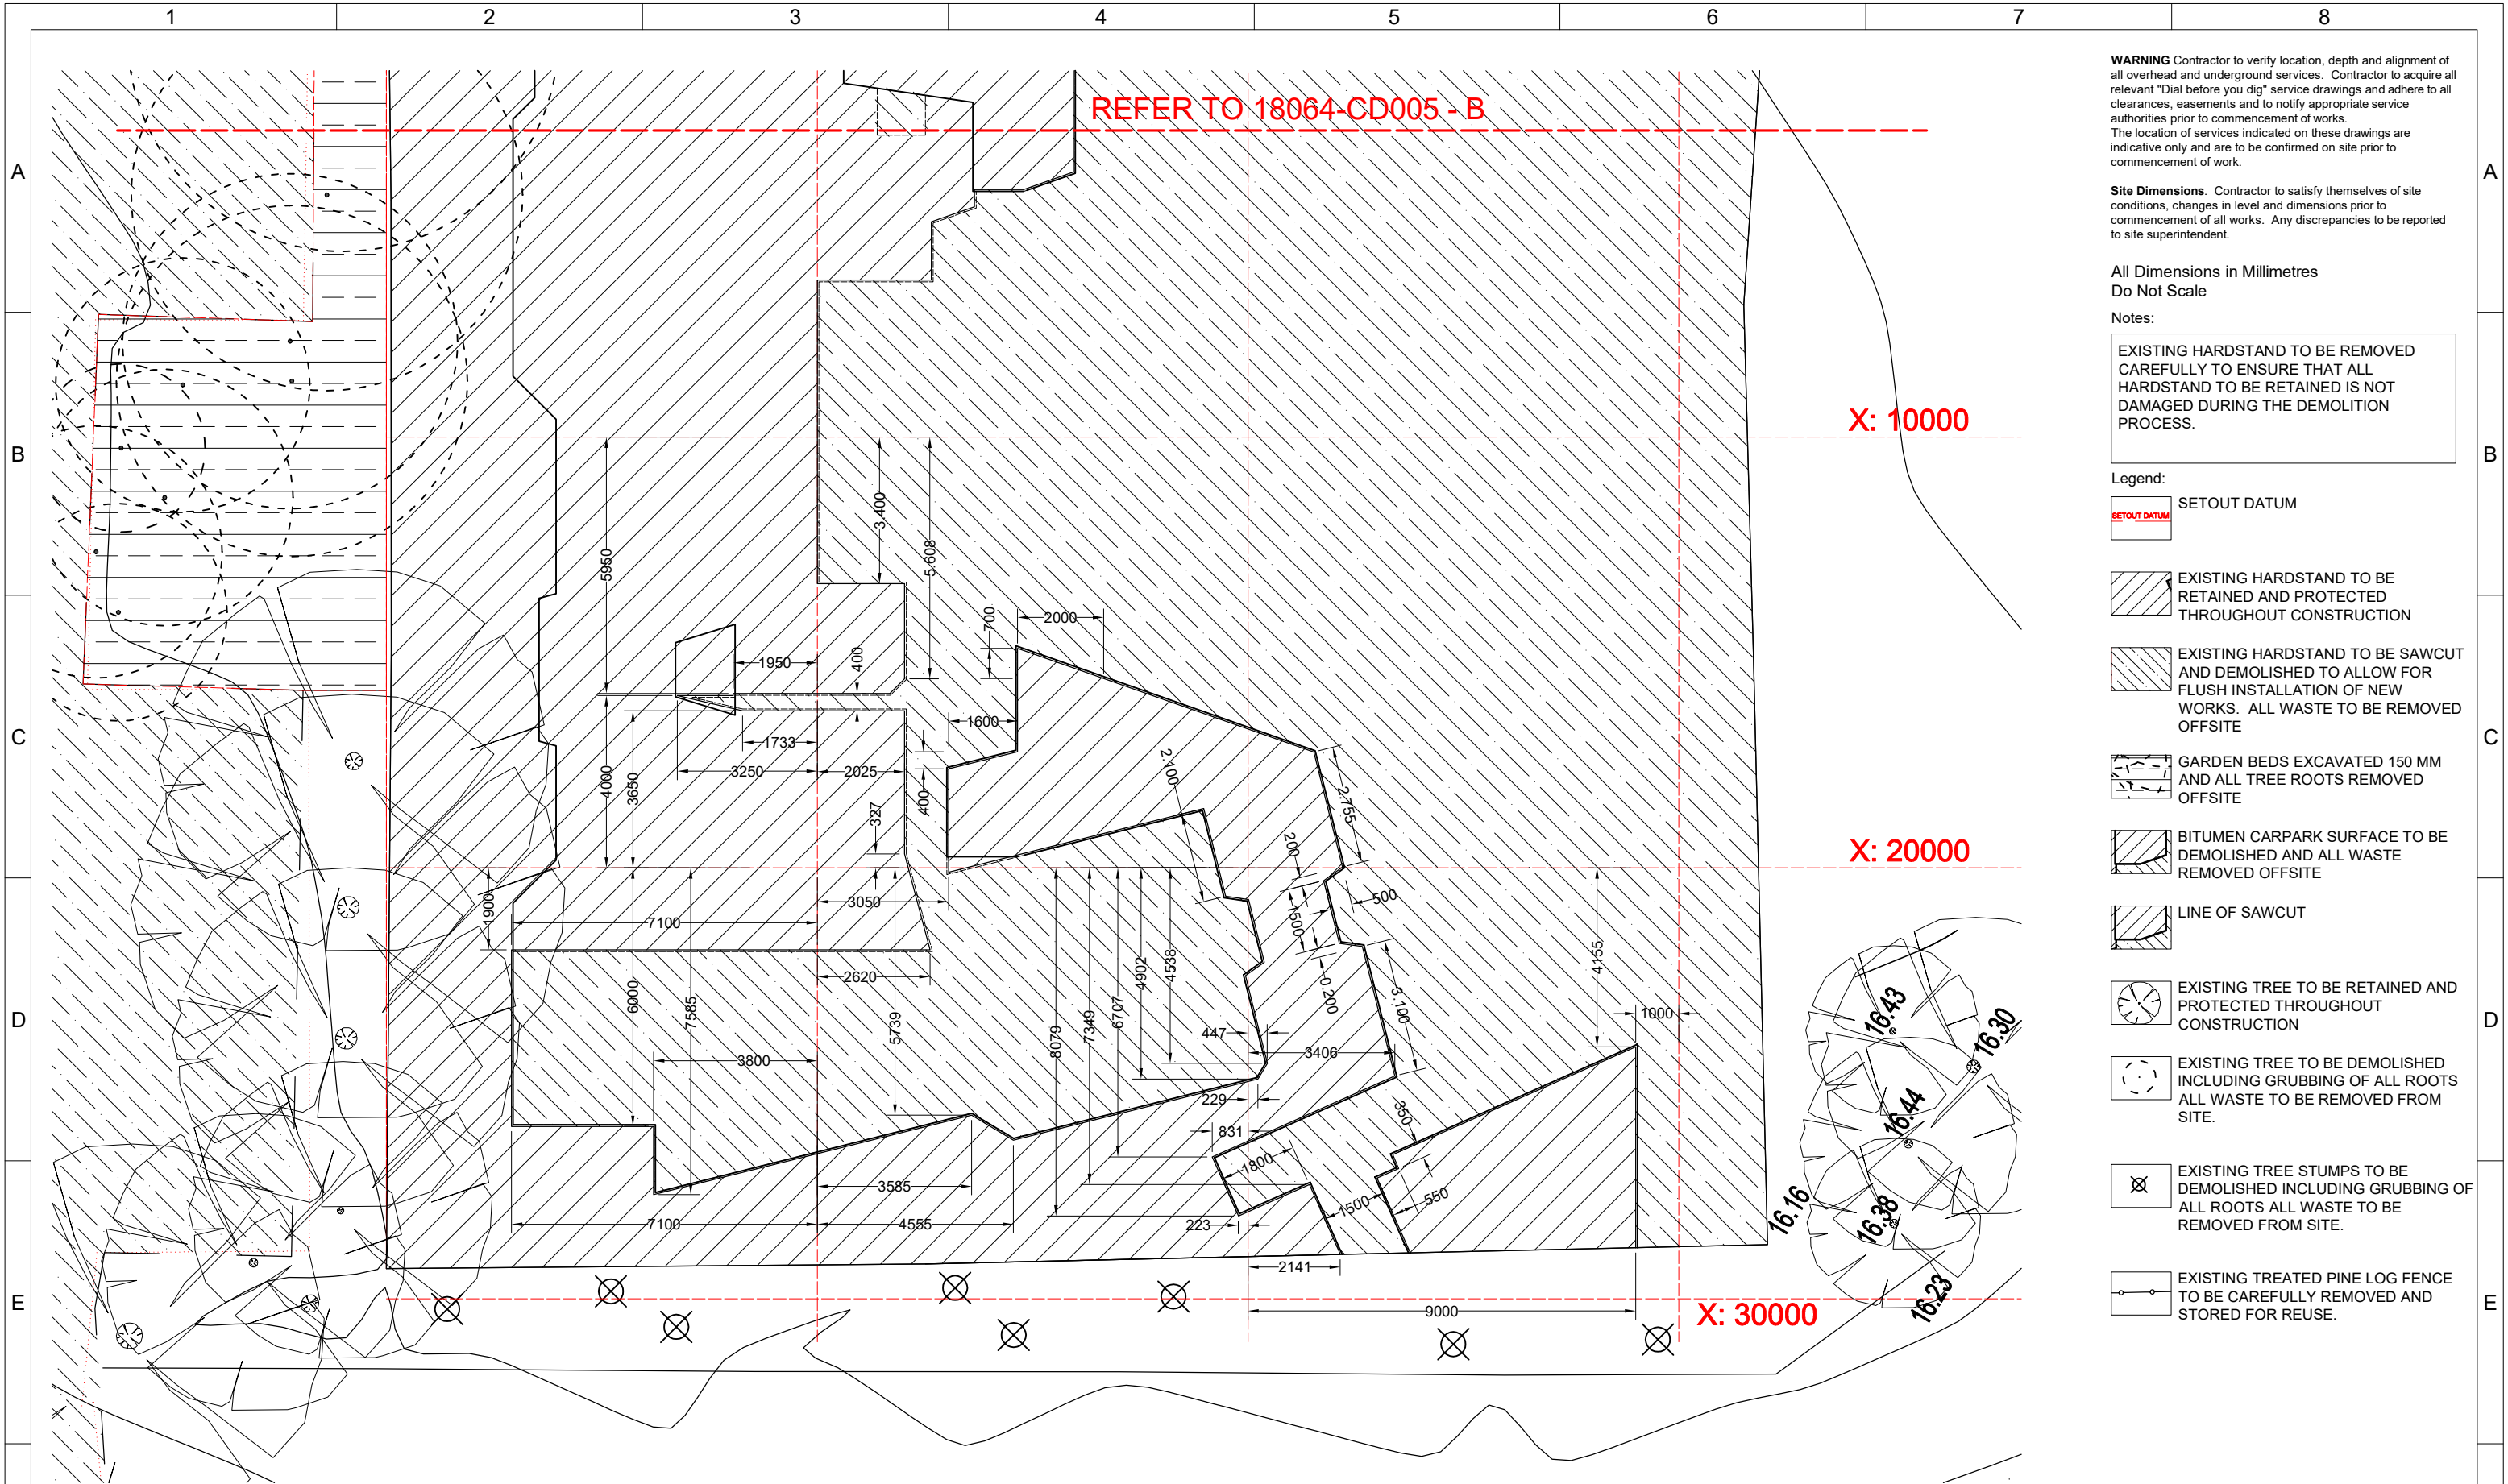 1 2 3 4 5 6 7 8
A
B
C
D
E
A
B
C
D
E
REFER TO 18064-CD005 - B
X: 10000
5950
3.400
5.608
700
2000
1950
400
1600
1733
3250
2025
4000
3650
400
327
2.100
2.755
X: 20000
200
500
1500
0.200
1900
7100
3050
2620
4902
4538
4155
6000
7585
5739
8079
7349
6707
447
3406
3.100
1000
3800
229
831
350
1800
3585
1500
550
7100
4555
223
2141
9000
X: 30000
16.43
16.30
16.44
16.16
16.38
16.23
WARNING Contractor to verify location, depth and alignment of
all overhead and underground services. Contractor to acquire all
relevant "Dial before you dig" service drawings and adhere to all
clearances, easements and to notify appropriate service
authorities prior to commencement of works.
The location of services indicated on these drawings are
indicative only and are to be confirmed on site prior to
commencement of work.
Site Dimensions. Contractor to satisfy themselves of site
conditions, changes in level and dimensions prior to
commencement of all works. Any discrepancies to be reported
to site superintendent.
All Dimensions in Millimetres
Do Not Scale
Notes:
EXISTING HARDSTAND TO BE REMOVED
CAREFULLY TO ENSURE THAT ALL
HARDSTAND TO BE RETAINED IS NOT
DAMAGED DURING THE DEMOLITION
PROCESS.
Legend:
SETOUT DATUM
SETOUT DATUM
EXISTING HARDSTAND TO BE
RETAINED AND PROTECTED
THROUGHOUT CONSTRUCTION
EXISTING HARDSTAND TO BE SAWCUT
AND DEMOLISHED TO ALLOW FOR
FLUSH INSTALLATION OF NEW
WORKS. ALL WASTE TO BE REMOVED
OFFSITE
GARDEN BEDS EXCAVATED 150 MM
AND ALL TREE ROOTS REMOVED
OFFSITE
BITUMEN CARPARK SURFACE TO BE
DEMOLISHED AND ALL WASTE
REMOVED OFFSITE
LINE OF SAWCUT
EXISTING TREE TO BE RETAINED AND
PROTECTED THROUGHOUT
CONSTRUCTION
EXISTING TREE TO BE DEMOLISHED
INCLUDING GRUBBING OF ALL ROOTS
ALL WASTE TO BE REMOVED FROM
SITE.
EXISTING TREE STUMPS TO BE
DEMOLISHED INCLUDING GRUBBING OF
ALL ROOTS ALL WASTE TO BE
REMOVED FROM SITE.
EXISTING TREATED PINE LOG FENCE
TO BE CAREFULLY REMOVED AND
STORED FOR REUSE.